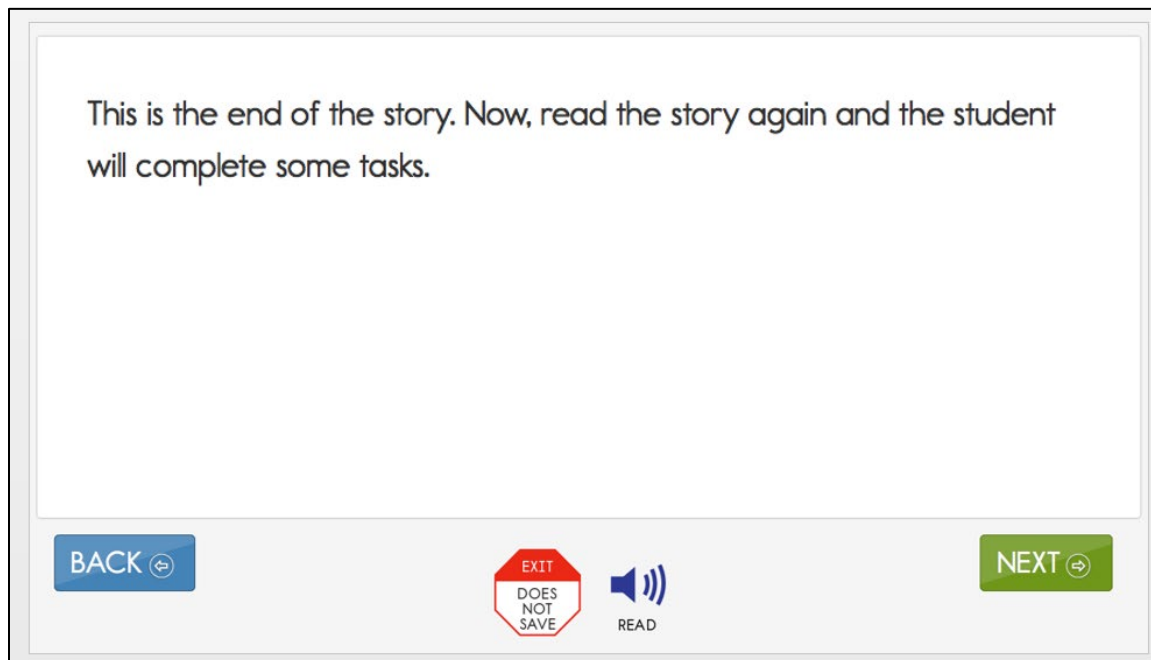 This is the end of the story. Now, read the story again and the student
will complete some tasks.
BACK
EXIT
DOES
NOT
SAVE
READ
NEXT